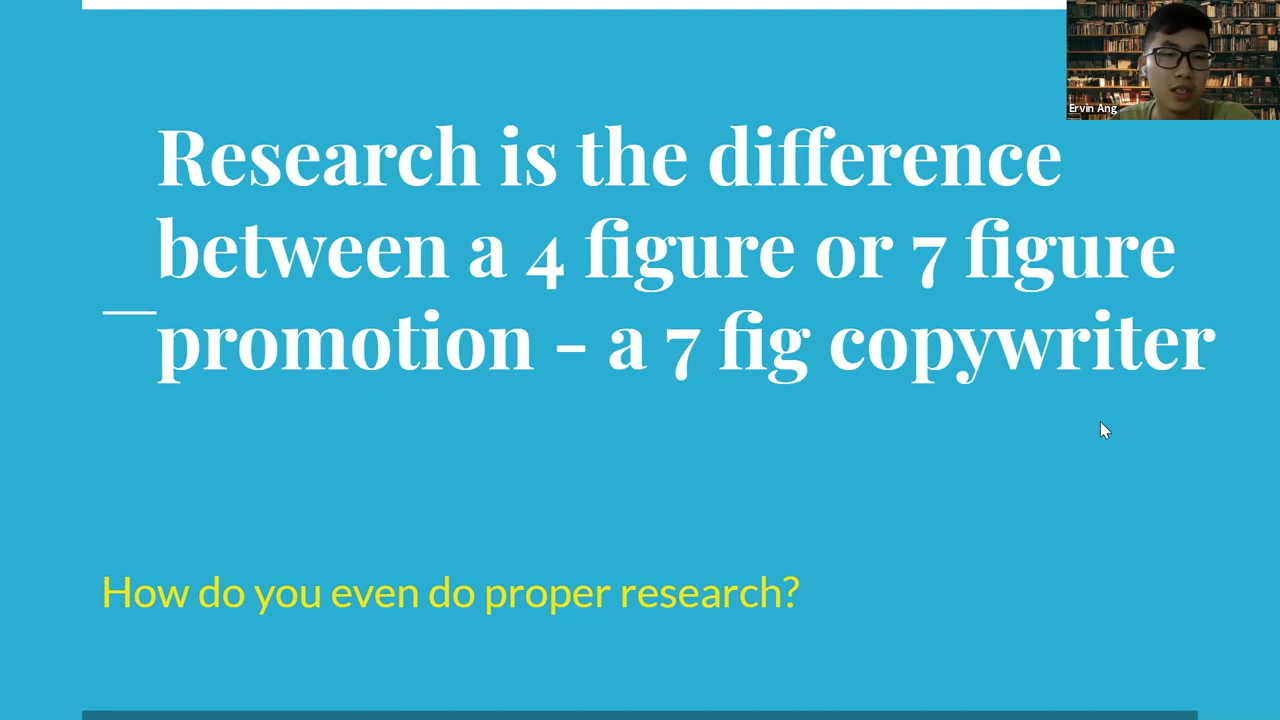 Ervin Ang
Research is the difference
between a 4 figure or 7 figure
promotion - a 7 fig copywriter
How do you even do proper research?